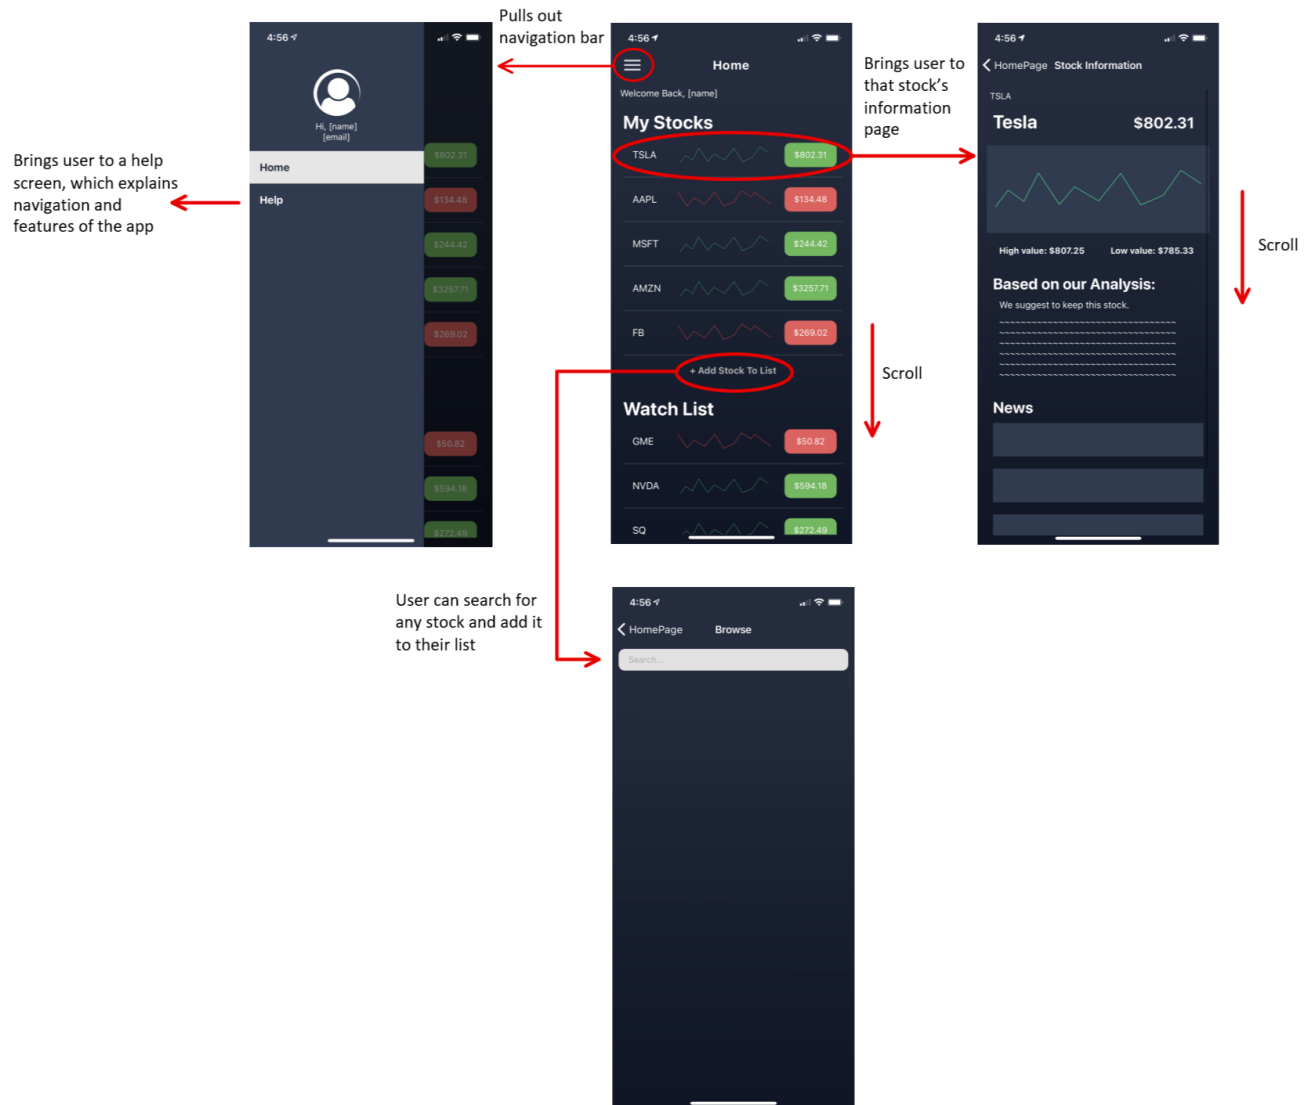 Pulls out
navigation bar
4:56
Hi, [name]
[email]
Home
Help
$802.31
$134.48
$244.42
$3257.71
$269.02
$50.82
$594.18
$272.49
Brings user to a help
screen, which explains
navigation and
features of the app
4:56
Home
Welcome Back, [name]
My Stocks
TSLA $802.31
AAPL $134.48
MSFT $244.42
AMZN $3257.71
FB $269.02
+ Add Stock To List
Watch List
GME $50.82
NVDA $594.18
SQ $272.49
Scroll
Brings user to
that stock's
information
page
4:56
HomePage Stock Information
TSLA
Tesla $802.31
High value: $807.25 Low value: $785.33
Based on our Analysis:
We suggest to keep this stock.
News
Scroll
User can search for
any stock and add it
to their list
4:56
HomePage Browse
Search...